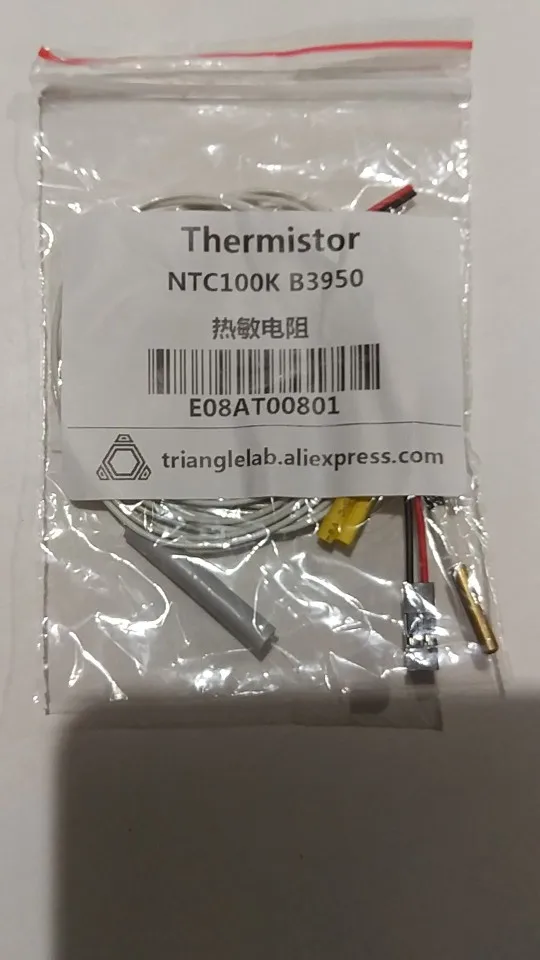 Thermistor
NTC100K B3950
热敏电阻
E08AT00801
trianglelab.aliexpress.com